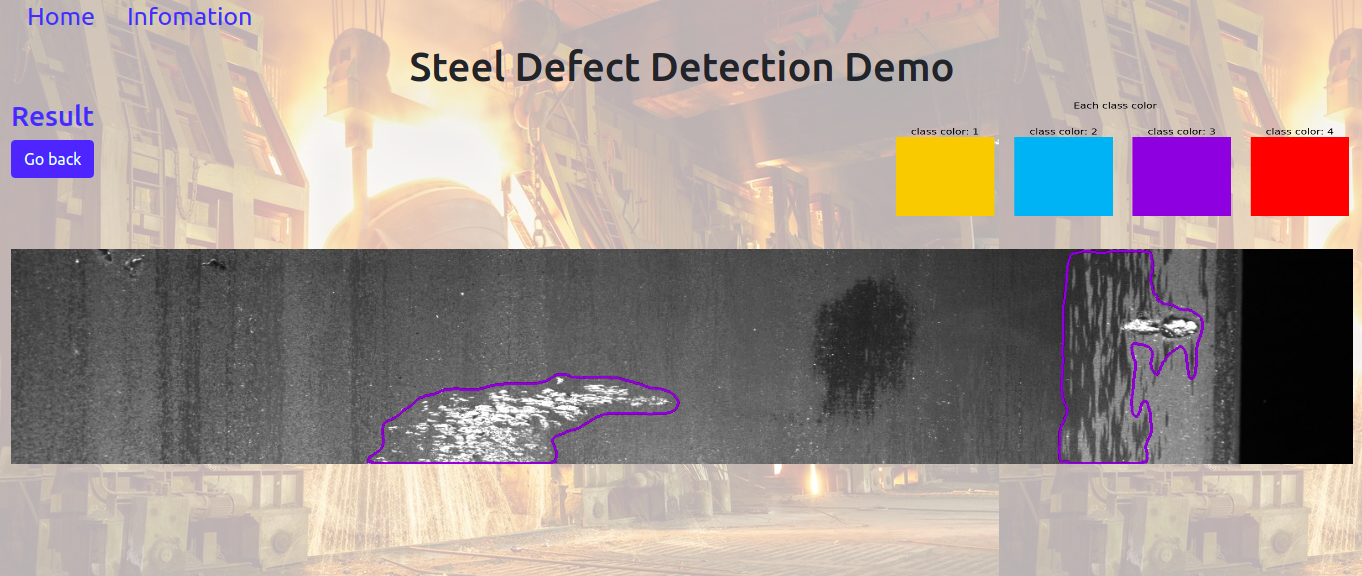 Home Infomation
Steel Defect Detection Demo
Result
Go back
Each class color
class color: 1 class color: 2 class color: 3 class color: 4